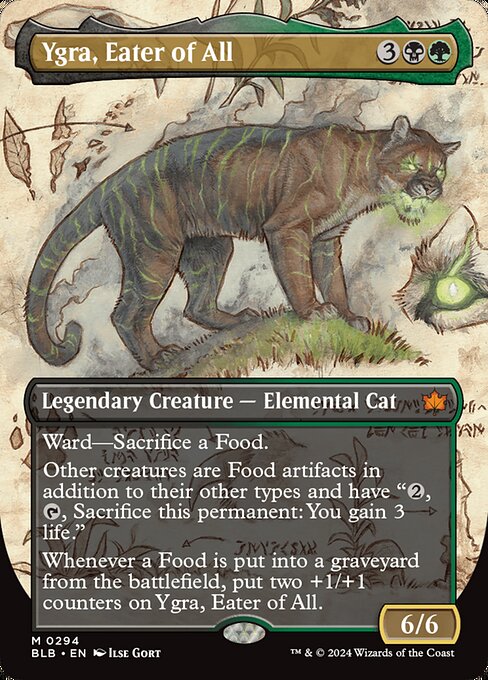 Ygra, Eater of All
3
Legendary Creature — Elemental Cat
Ward—Sacrifice a Food.
Other creatures are Food artifacts in
addition to their other types and have “2,
, Sacrifice this permanent: You gain 3
life.”
Whenever a Food is put into a graveyard
from the battlefield, put two +1/+1
counters on Ygra, Eater of All.
6/6
M 0294
BLB • EN Ilse Gort
™ & © 2024 Wizards of the Coast